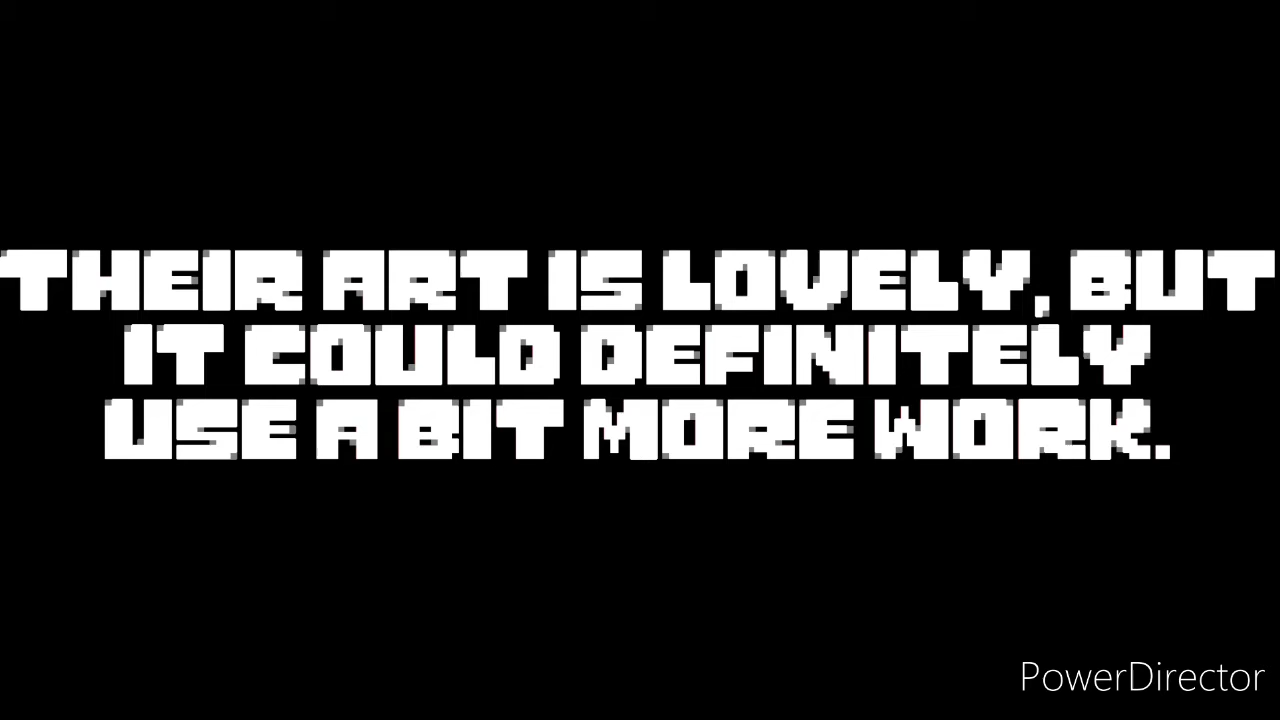 THEIR ART IS LOVELY, BUT
IT COULD DEFINITELY
USE A BIT MORE WORK.
PowerDirector